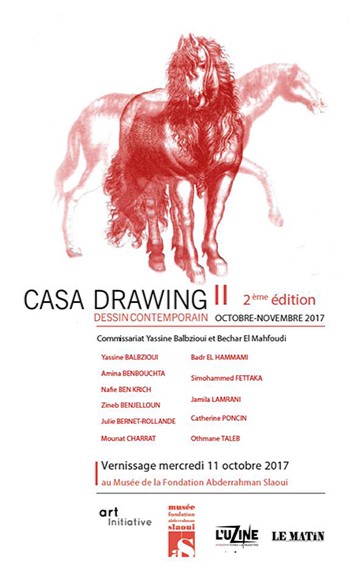 CASA DRAWING II 2ème édition
DESSIN CONTEMPORAIN OCTOBRE-NOVEMBRE 2017
Commissariat Yassine Balbzioui et Bechar El Mahfoudi
Yassine BALBZIOUI
Amina BENBOUCHTA
Nafie BEN KRICH
Zineb BENJELLOUN
Julie BERNET-ROLLANDE
Mounat CHARRAT
Badr EL HAMMAMI
Simohammed FETTAKA
Jamila LAMRANI
Catherine PONCIN
Othmane TALEB
Vernissage mercredi 11 octobre 2017
au Musée de la Fondation Abderrahman Slaoui
art
Initiative
musée
fondation
abderrahman
slaoui
L'UZINE
LE MATIN